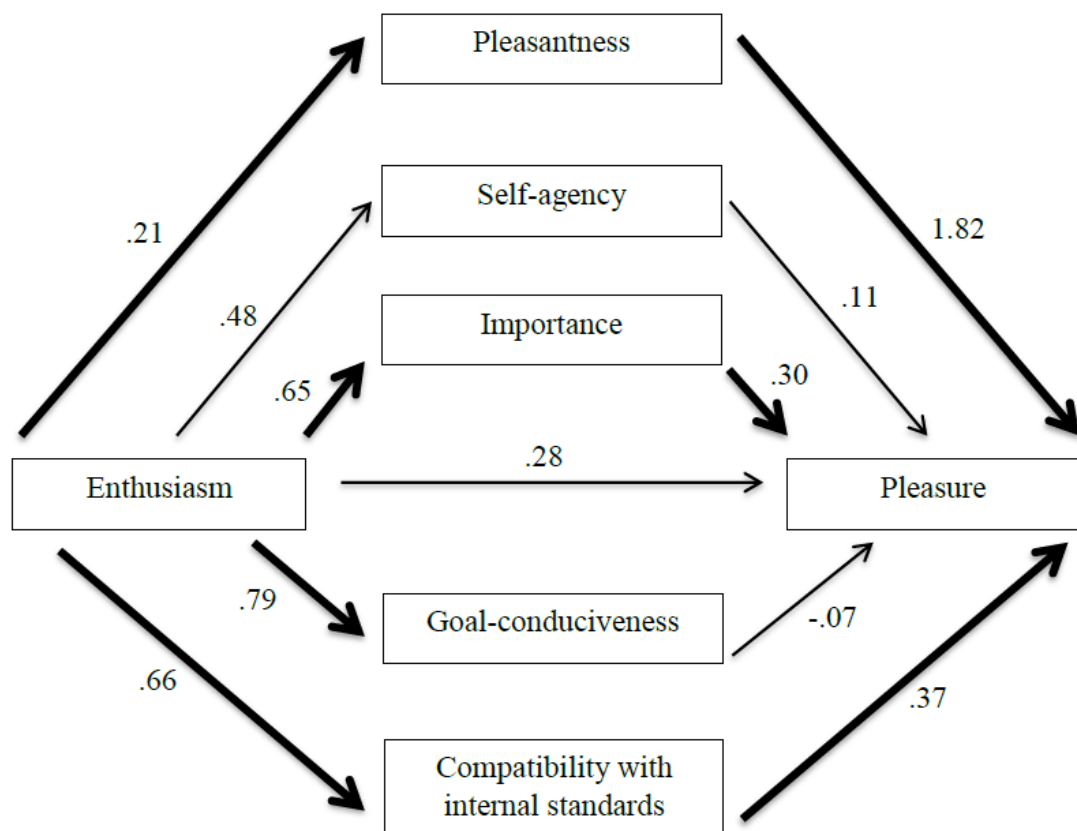 Pleasantness
Self-agency
.21
1.82
.11
.48
Importance
.65
.30
.28
Enthusiasm
Pleasure
.79
Goal-conduciveness
-.07
.66
.37
Compatibility with
internal standards